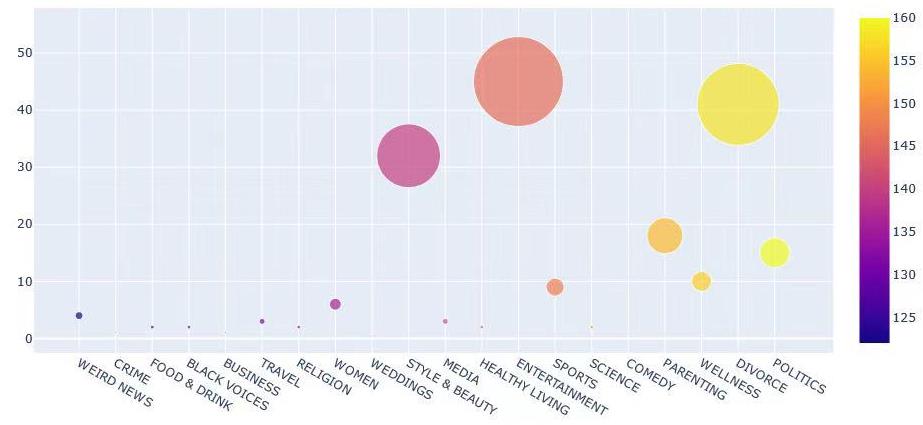 160
50
155
40
150
145
30
140
20
135
130
10
125
0
WEIRD NEWS
CRIME
FOOD & DRINK
BLACK VOICES
BUSINESS
TRAVEL
RELIGION
WOMEN
WEDDINGS
STYLE & BEAUTY
MEDIA
HEALTHY LIVING
ENTERTAINMENT
SPORTS
SCIENCE
COMEDY
PARENTING
WELLNESS
DIVORCE
POLITICS